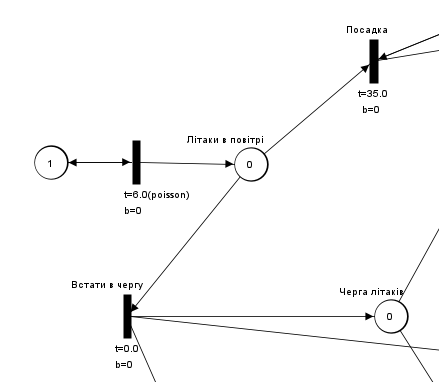 Посадка
t=35.0
b=0
Літаки в повітрі
1
0
t=6.0(poisson)
b=0
Встати в чергу
Черга літаків
0
t=0.0
b=0